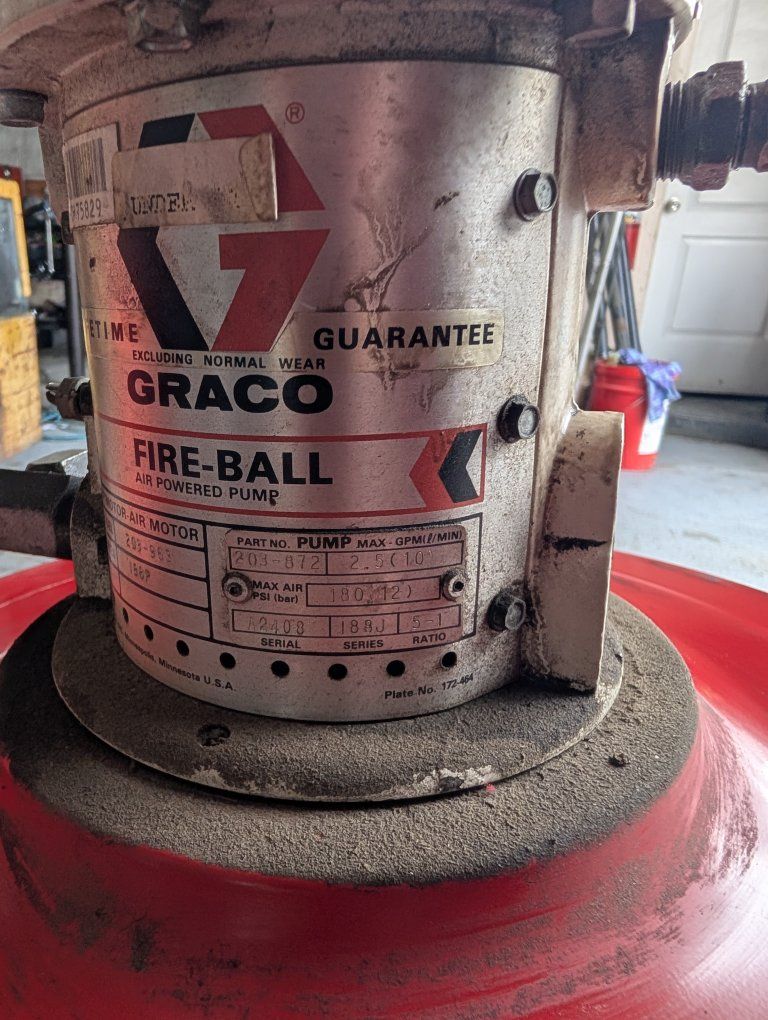 ®
UNDER
ETIME
GUARANTEE
EXCLUDING NORMAL WEAR
GRACO
FIRE-BALL
AIR POWERED PUMP
AIR MOTOR
PART NO. PUMP MAX - GPM(ℓ/MIN)
203-872 2.5(10)
MAX AIR
PSI (bar) 180(12)
A2408 188J 5-1
SERIAL SERIES RATIO
Minneapolis, Minnesota U.S.A.
Plate No. 172-464